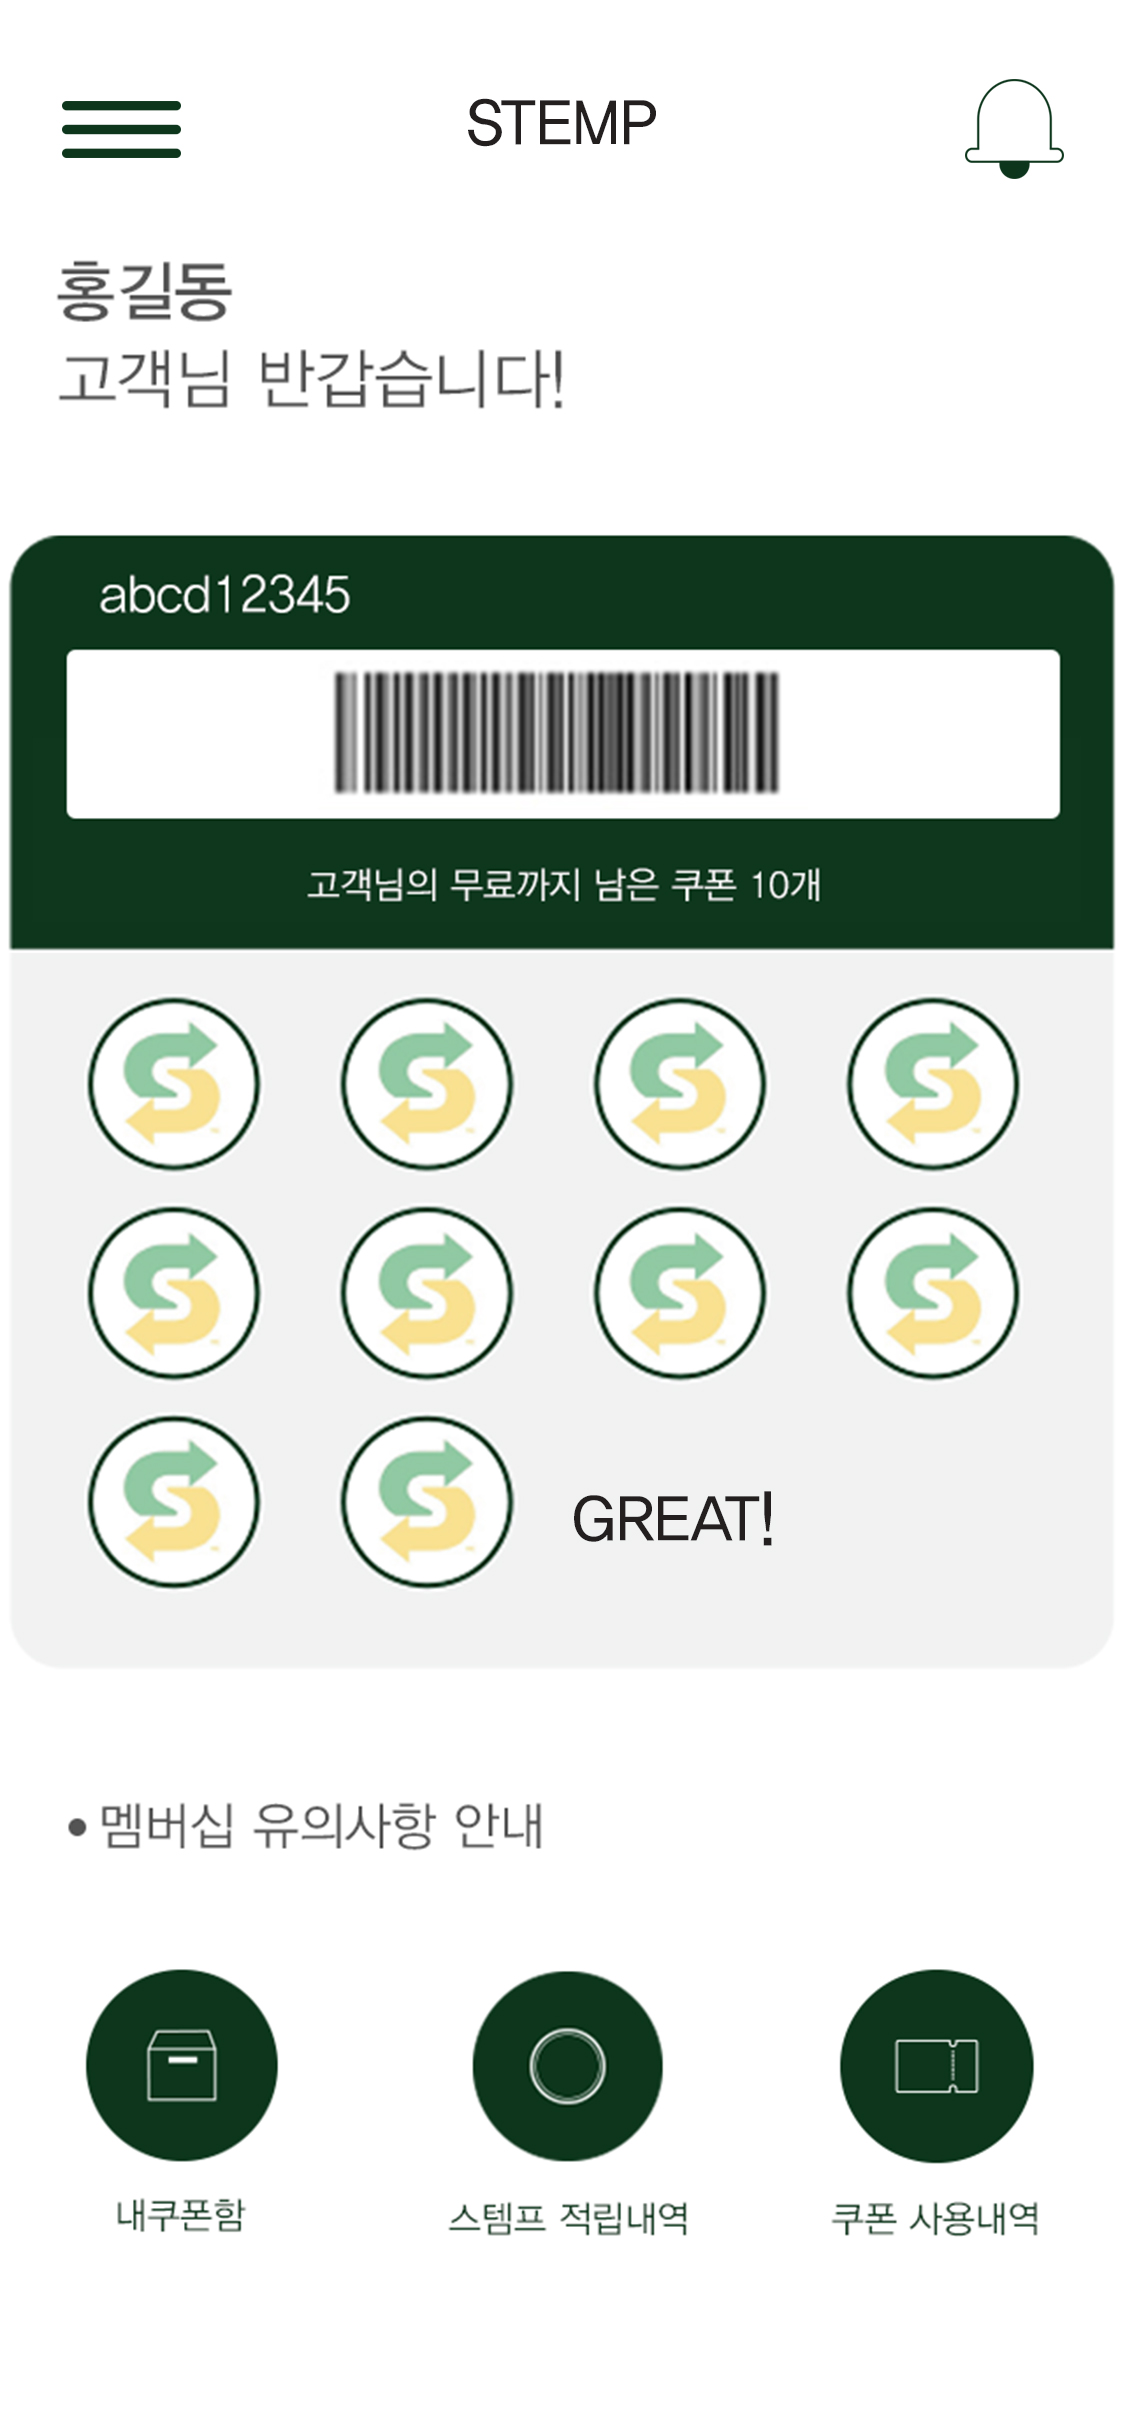 STEMP
홍길동
고객님 반갑습니다!
abcd12345
고객님의 무료까지 남은 쿠폰 10개
GREAT!
• 멤버십 유의사항 안내
내쿠폰함
스템프 적립내역
쿠폰 사용내역